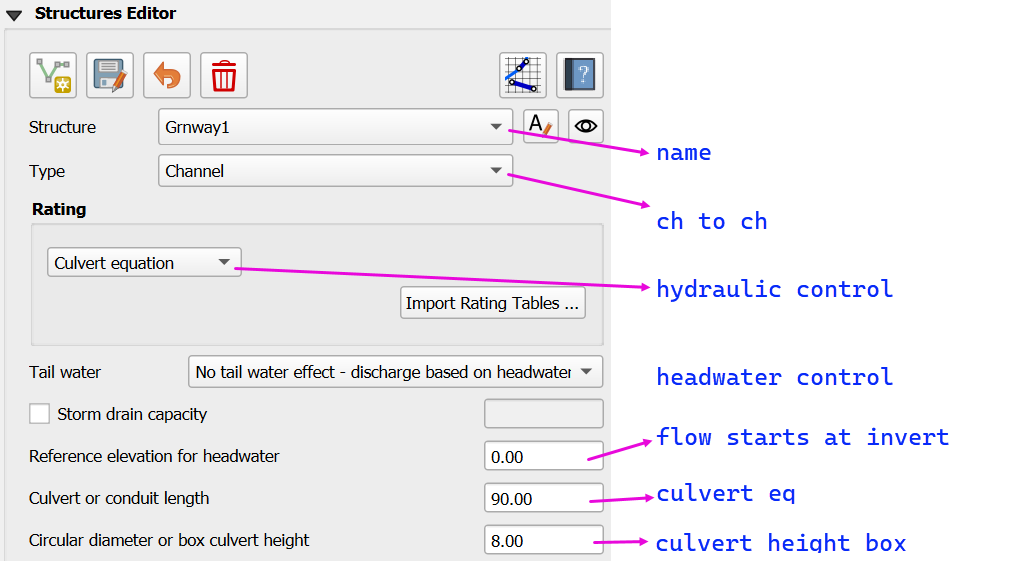 Structures Editor
Structure Grnway1 A name
Type Channel ch to ch
Rating
Culvert equation hydraulic control
Import Rating Tables ...
Tail water No tail water effect - discharge based on headwater headwater control
Storm drain capacity
Reference elevation for headwater 0.00 flow starts at invert
Culvert or conduit length 90.00 culvert eq
Circular diameter or box culvert height 8.00 culvert height box